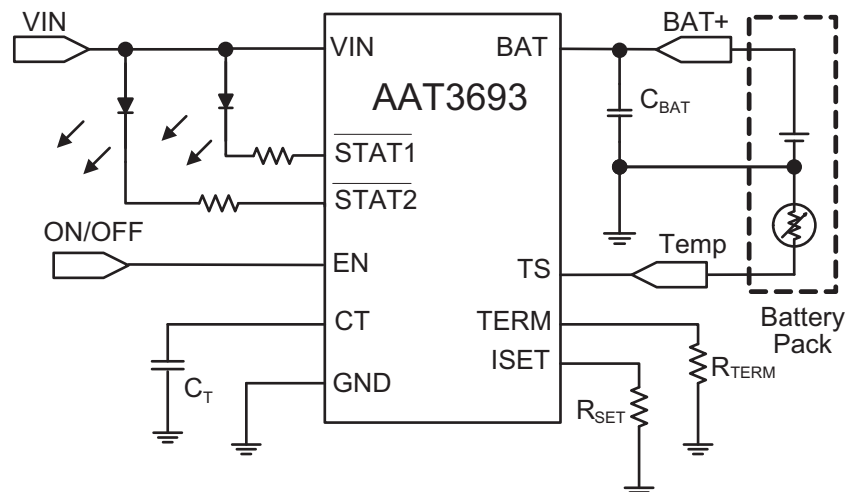 VIN
BAT+
VIN
BAT
AAT3693
C_BAT
STAT1
STAT2
ON/OFF
EN
TS
Temp
CT
TERM
Battery
Pack
ISET
R_TERM
C_T
GND
R_SET